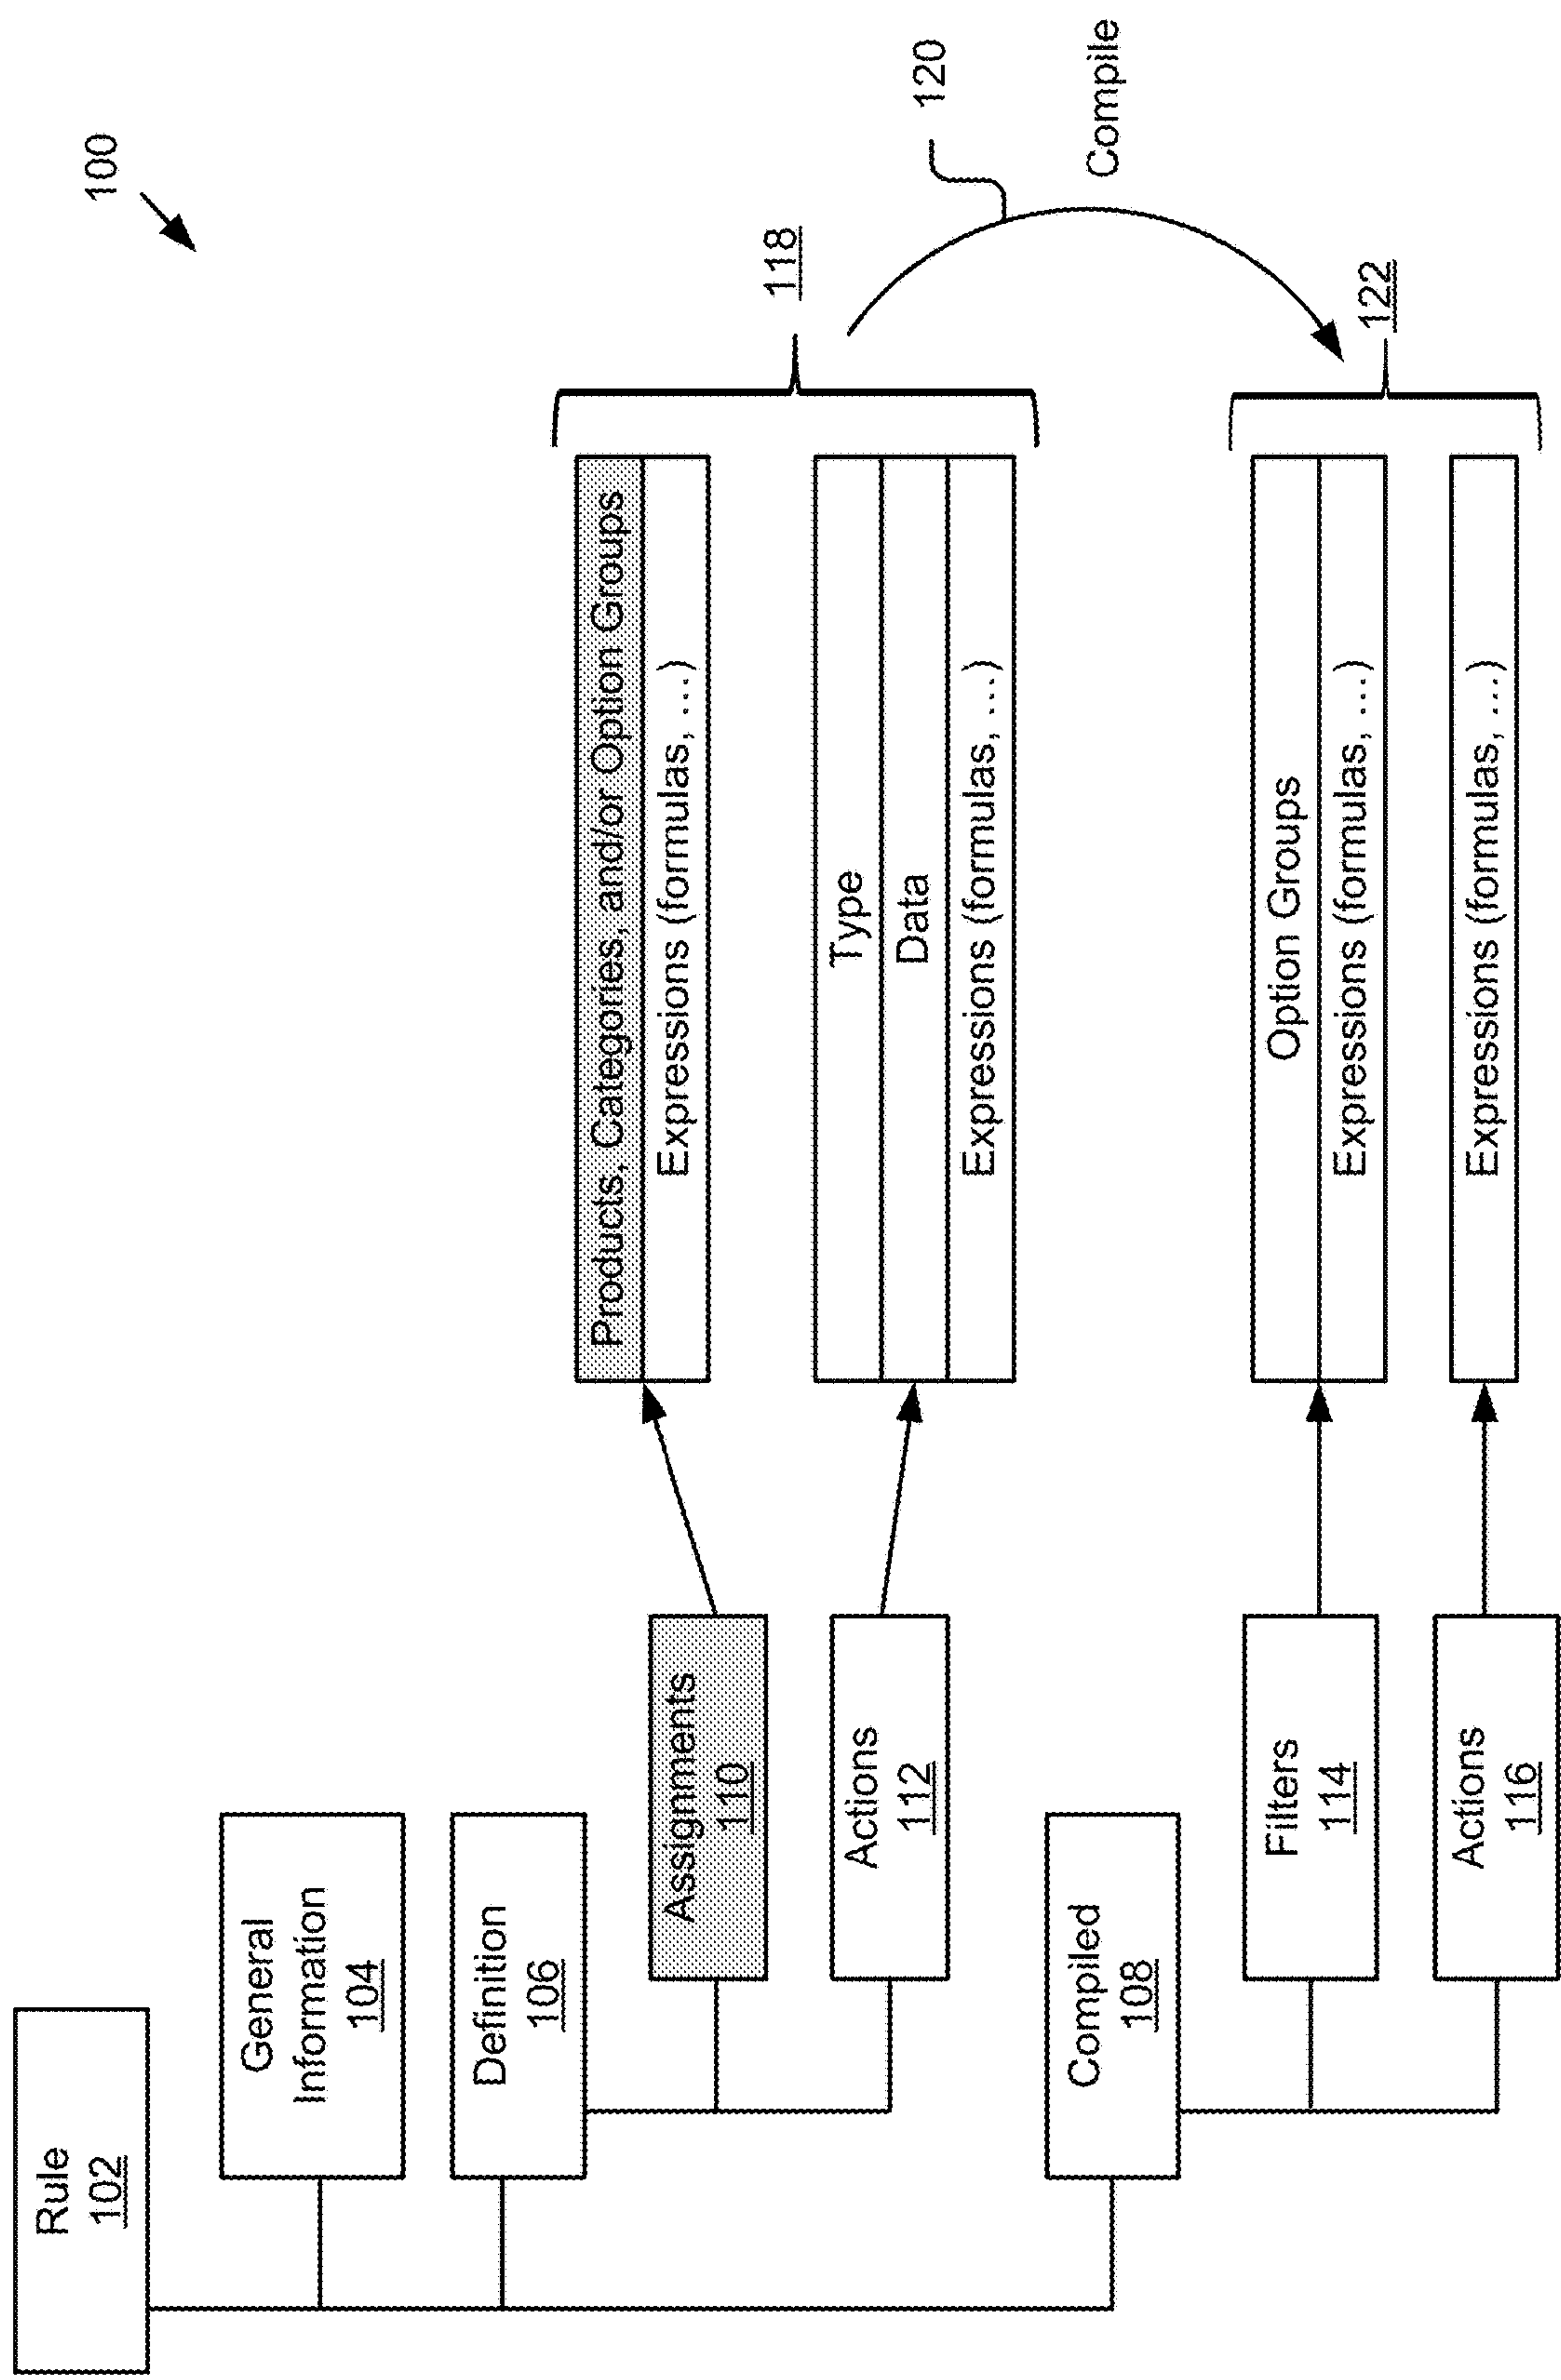 100
Rule
102
General
Information
104
Definition
106
Assignments
110
Products, Categories, and/or Option Groups
Expressions (formulas, ...)
118
Actions
112
Type
Data
Expressions (formulas, ...)
120
Compile
Compiled
108
Filters
114
Option Groups
Expressions (formulas, ...)
122
Actions
116
Expressions (formulas, ...)